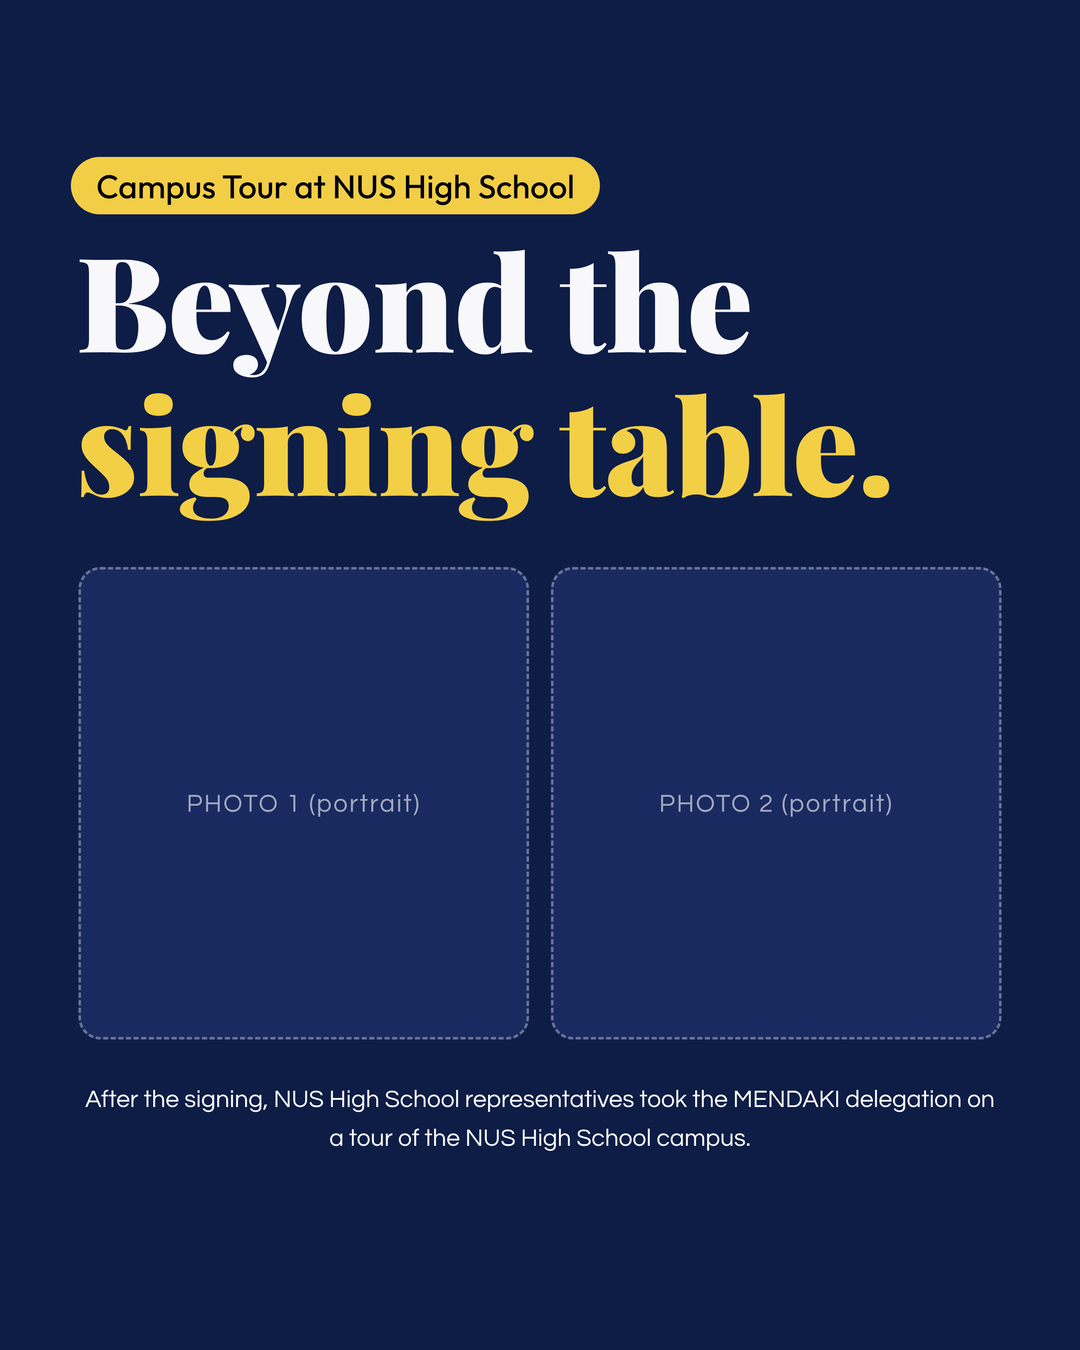 Campus Tour at NUS High School
Beyond the
signing table.
PHOTO 1 (portrait)
PHOTO 2 (portrait)
After the signing, NUS High School representatives took the MENDAKI delegation on
a tour of the NUS High School campus.